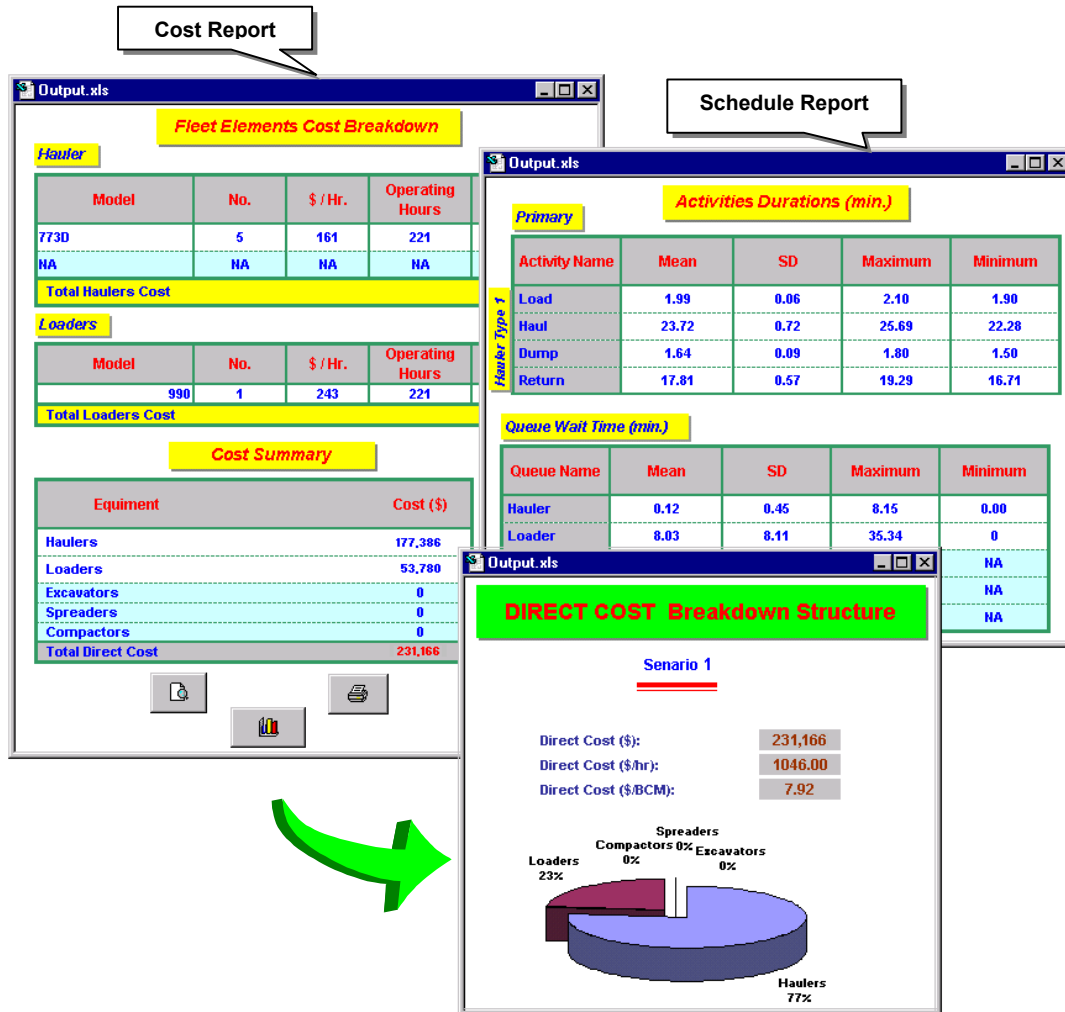 Cost Report
Output.xls
Fleet Elements Cost Breakdown
Hauler
Model No. $ / Hr. Operating Hours
773D 5 161 221
NA NA NA NA
Total Haulers Cost
Loaders
Model No. $ / Hr. Operating Hours
990 1 243 221
Total Loaders Cost
Cost Summary
Equiment Cost ($)
Haulers 177,386
Loaders 53,780
Excavators 0
Spreaders 0
Compactors 0
Total Direct Cost 231,166
Schedule Report
Output.xls
Activities Durations (min.)
Primary
Hauler Type 1
Activity Name Mean SD Maximum Minimum
Load 1.99 0.06 2.10 1.90
Haul 23.72 0.72 25.69 22.28
Dump 1.64 0.09 1.80 1.50
Return 17.81 0.57 19.29 16.71
Queue Wait Time (min.)
Queue Name Mean SD Maximum Minimum
Hauler 0.12 0.45 8.15 0.00
Loader 8.03 8.11 35.34 0
NA
NA
NA
Output.xls
DIRECT COST Breakdown Structure
Senario 1
Direct Cost ($): 231,166
Direct Cost ($/hr): 1046.00
Direct Cost ($/BCM): 7.92
Spreaders
0%
Compactors
0%
Excavators
0%
Loaders
23%
Haulers
77%